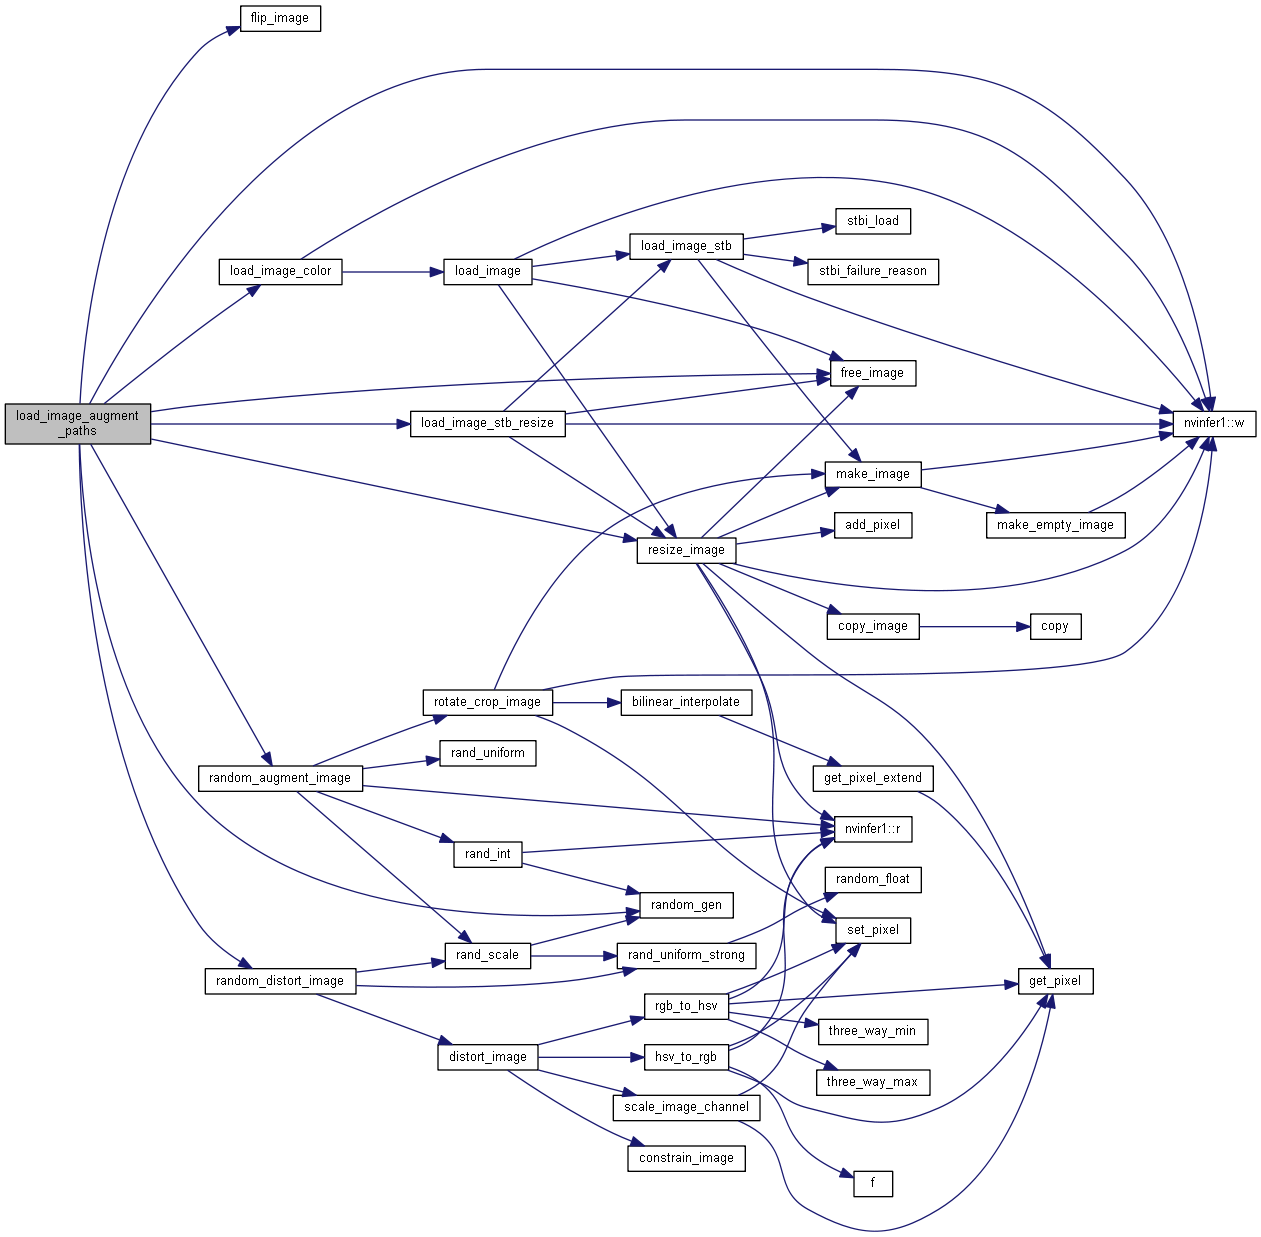 flip_image
stbi_load
load_image_stb
load_image_color
load_image
stbi_failure_reason
free_image
load_image_augment
_paths
load_image_stb_resize
nvinfer1::w
make_image
add_pixel
make_empty_image
resize_image
copy_image
copy
rotate_crop_image
bilinear_interpolate
rand_uniform
random_augment_image
get_pixel_extend
nvinfer1::r
rand_int
random_float
random_gen
set_pixel
rand_scale
rand_uniform_strong
random_distort_image
get_pixel
rgb_to_hsv
three_way_min
distort_image
hsv_to_rgb
three_way_max
scale_image_channel
constrain_image
f